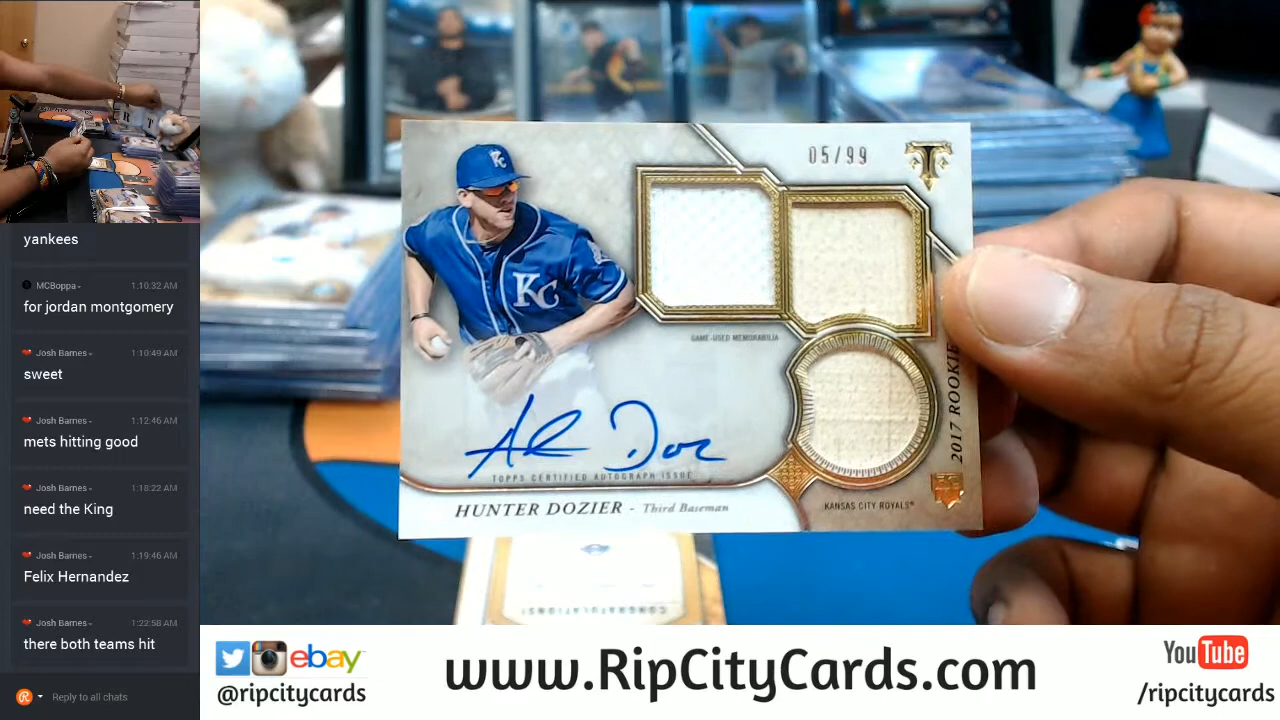 yankees
MCBoppa
1:10:32 AM
for jordan montgomery
Josh Barnes
1:10:49 AM
sweet
Josh Barnes
1:12:46 AM
mets hitting good
Josh Barnes
1:18:22 AM
need the King
Josh Barnes
1:19:46 AM
Felix Hernandez
Josh Barnes
1:22:58 AM
there both teams hit
Reply to all chats
05/99
T
KC
KC
GAME-USED MEMORABILIA
2017 ROOKIE
TOPPS CERTIFIED AUTOGRAPH ISSUE
HUNTER DOZIER - Third Baseman
KANSAS CITY ROYALS®
CONGRATULATIONS!
ebay
@ripcitycards
www.RipCityCards.com
YouTube
/ripcitycards